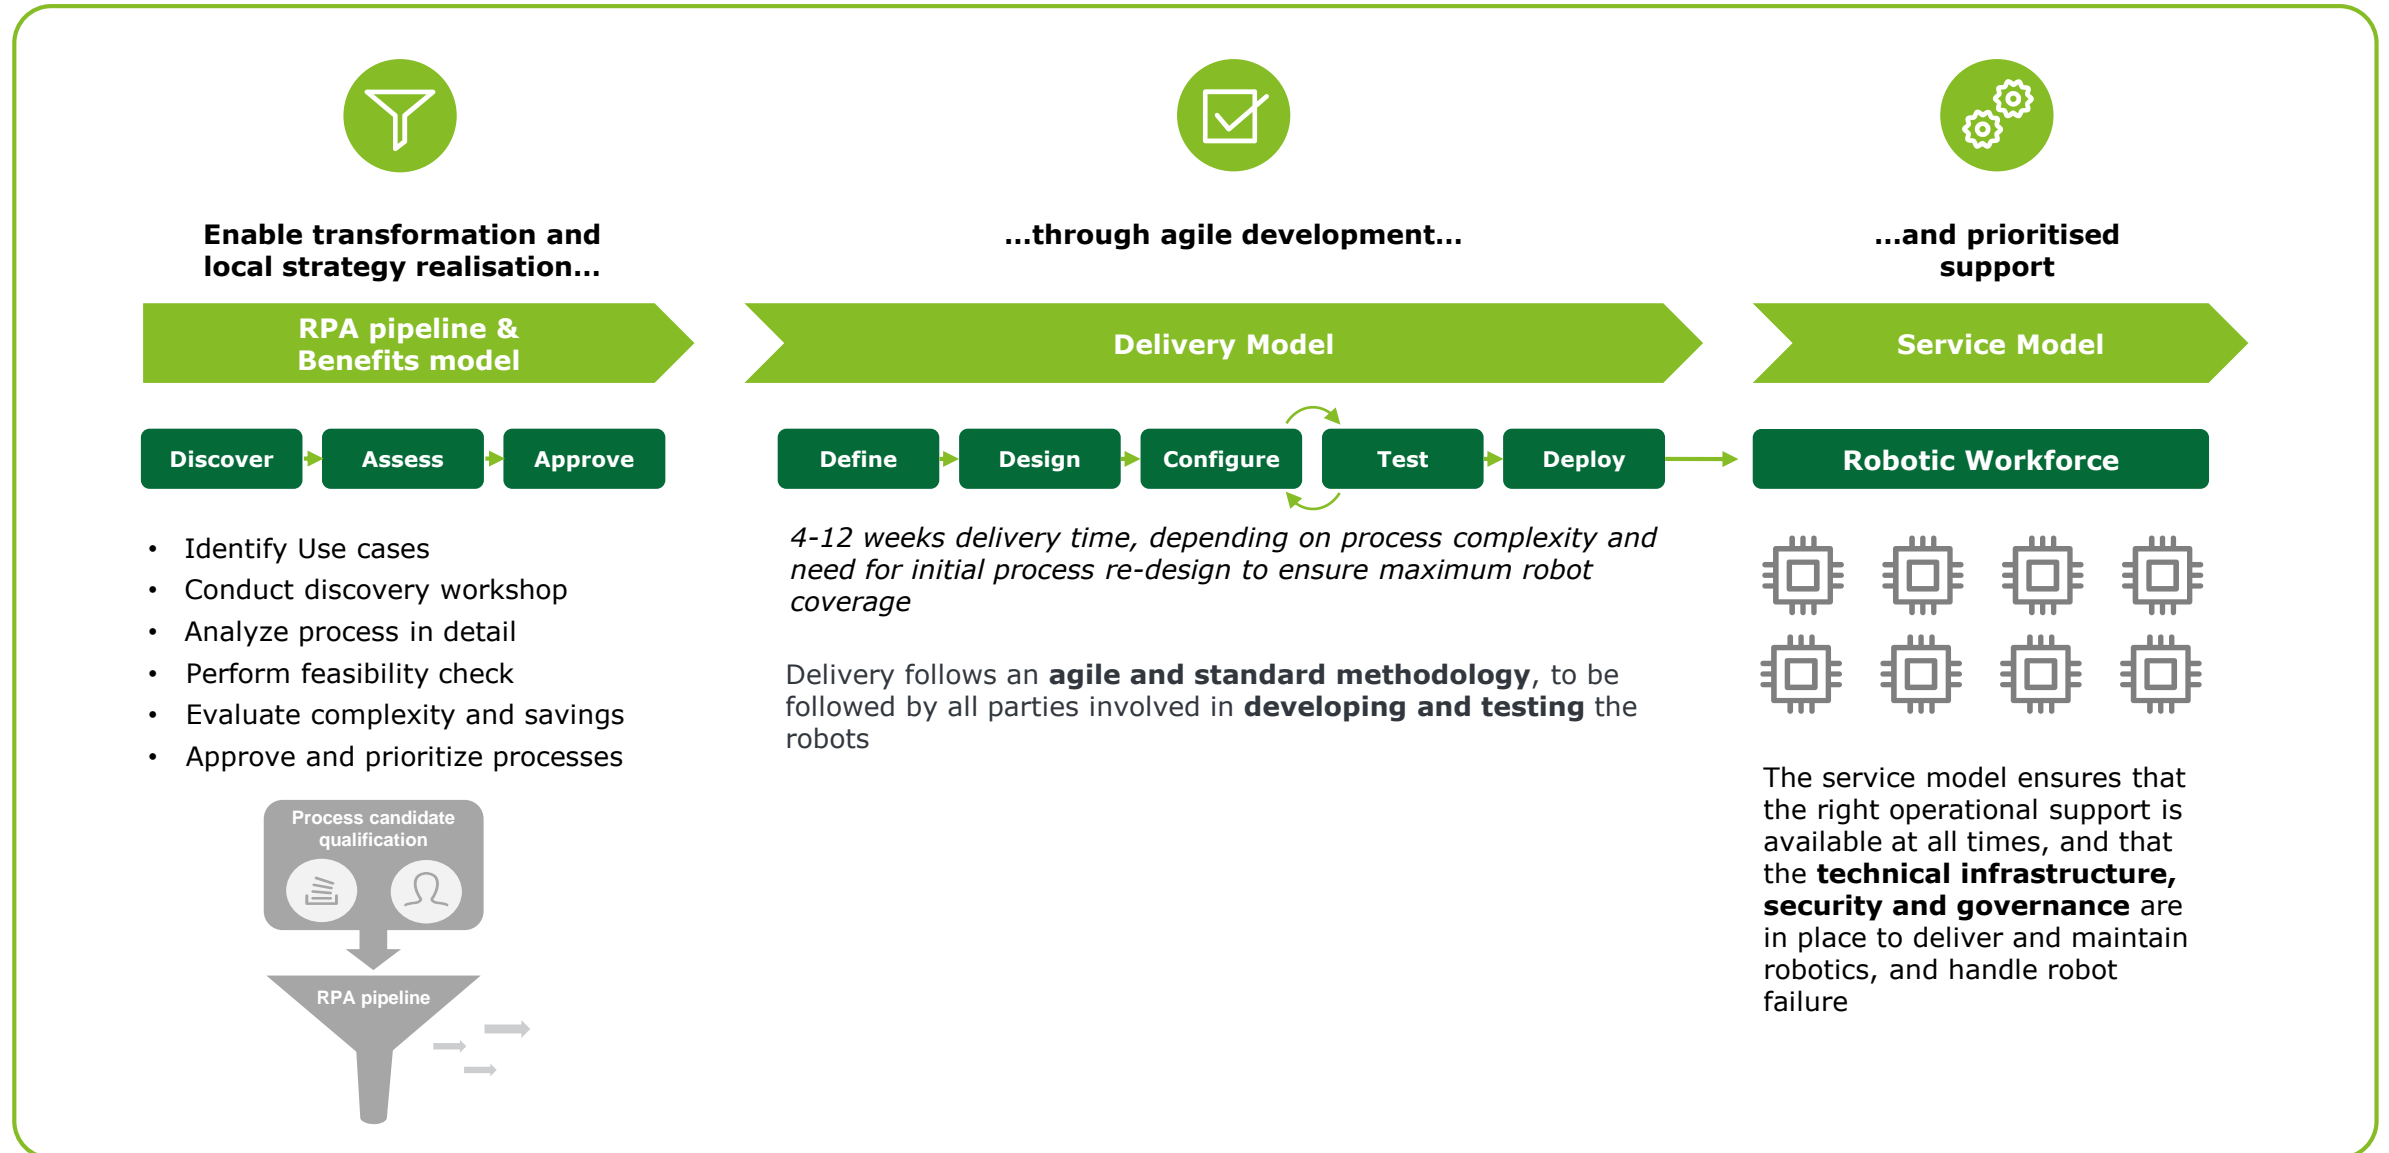 Enable transformation and
local strategy realisation...
RPA pipeline &
Benefits model
Discover
Assess
Approve
• Identify Use cases
• Conduct discovery workshop
• Analyze process in detail
• Perform feasibility check
• Evaluate complexity and savings
• Approve and prioritize processes
Process candidate
qualification
RPA pipeline
...through agile development...
Delivery Model
Define
Design
Configure
Test
Deploy
4-12 weeks delivery time, depending on process complexity and
need for initial process re-design to ensure maximum robot
coverage
Delivery follows an agile and standard methodology, to be
followed by all parties involved in developing and testing the
robots
...and prioritised
support
Service Model
Robotic Workforce
The service model ensures that
the right operational support is
available at all times, and that
the technical infrastructure,
security and governance are
in place to deliver and maintain
robotics, and handle robot
failure